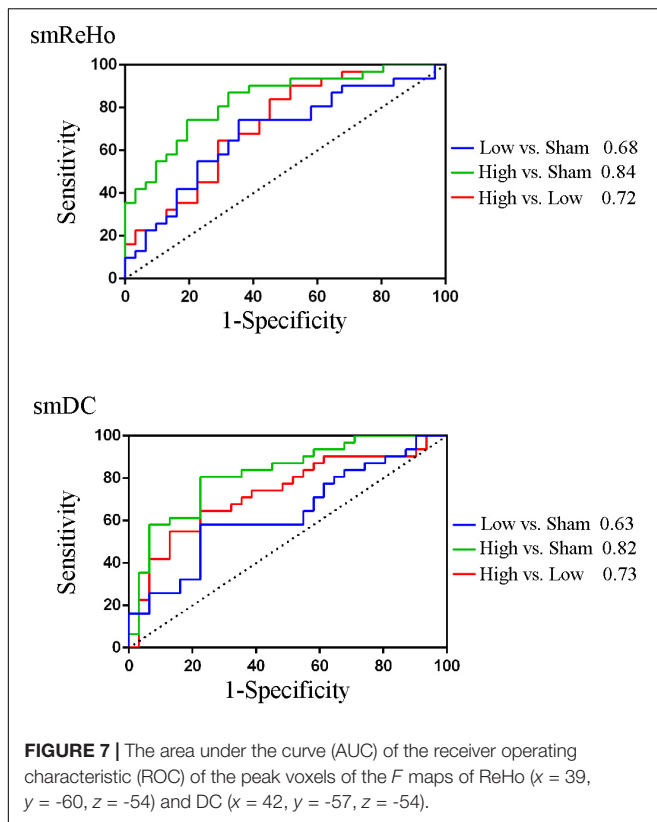 smReHo
100
80
60
40
20
0
Sensitivity
0 20 40 60 80 100
1-Specificity
Low vs. Sham 0.68
High vs. Sham 0.84
High vs. Low 0.72
smDC
100
80
60
40
20
0
Sensitivity
0 20 40 60 80 100
1-Specificity
Low vs. Sham 0.63
High vs. Sham 0.82
High vs. Low 0.73
FIGURE 7 | The area under the curve (AUC) of the receiver operating
characteristic (ROC) of the peak voxels of the F maps of ReHo (x = 39,
y = -60, z = -54) and DC (x = 42, y = -57, z = -54).